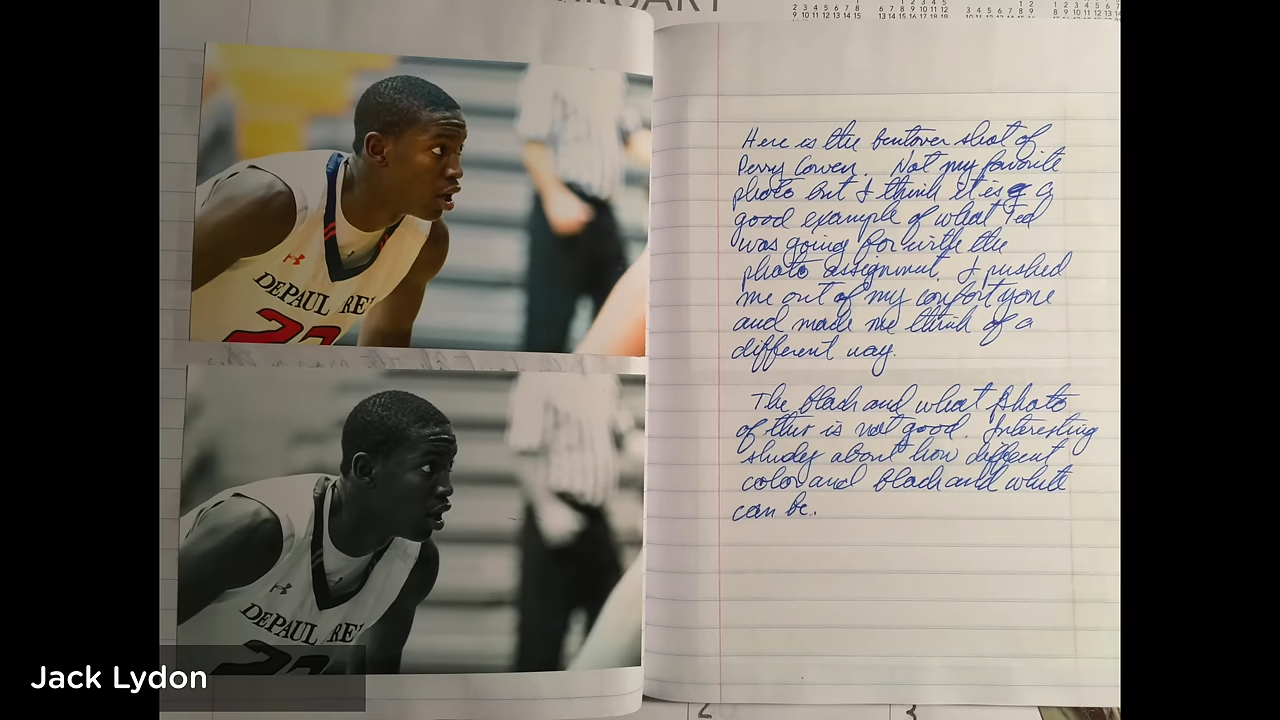 DEPAUL
DEPAUL
Here is the bentover shot of
Perry Cowen. Not my favorite
photo but I think it is a
good example of what Ted
was going for with the
photo assignment. I pushed
me out of my comfort zone
and made me think of a
different way.
The black and what photo
of this is not good. Interesting
study about how different
color and black and white
can be.
Jack Lydon